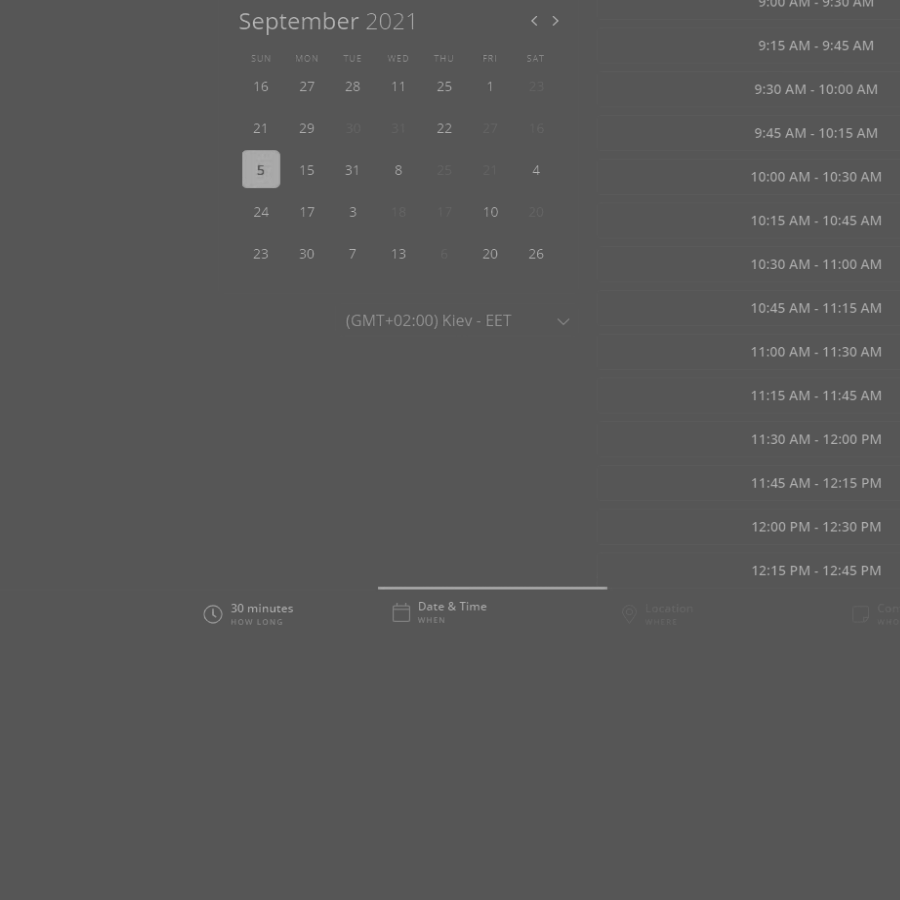 September 2021
SUN MON TUE WED THU FRI SAT
16 27 28 11 25 1 23
21 29 30 31 22 27 16
5 15 31 8 25 21 4
24 17 3 18 17 10 20
23 30 7 13 6 20 26
(GMT+02:00) Kiev - EET
9:00 AM - 9:30 AM
9:15 AM - 9:45 AM
9:30 AM - 10:00 AM
9:45 AM - 10:15 AM
10:00 AM - 10:30 AM
10:15 AM - 10:45 AM
10:30 AM - 11:00 AM
10:45 AM - 11:15 AM
11:00 AM - 11:30 AM
11:15 AM - 11:45 AM
11:30 AM - 12:00 PM
11:45 AM - 12:15 PM
12:00 PM - 12:30 PM
12:15 PM - 12:45 PM
30 minutes
HOW LONG
Date & Time
WHEN
Location
WHERE